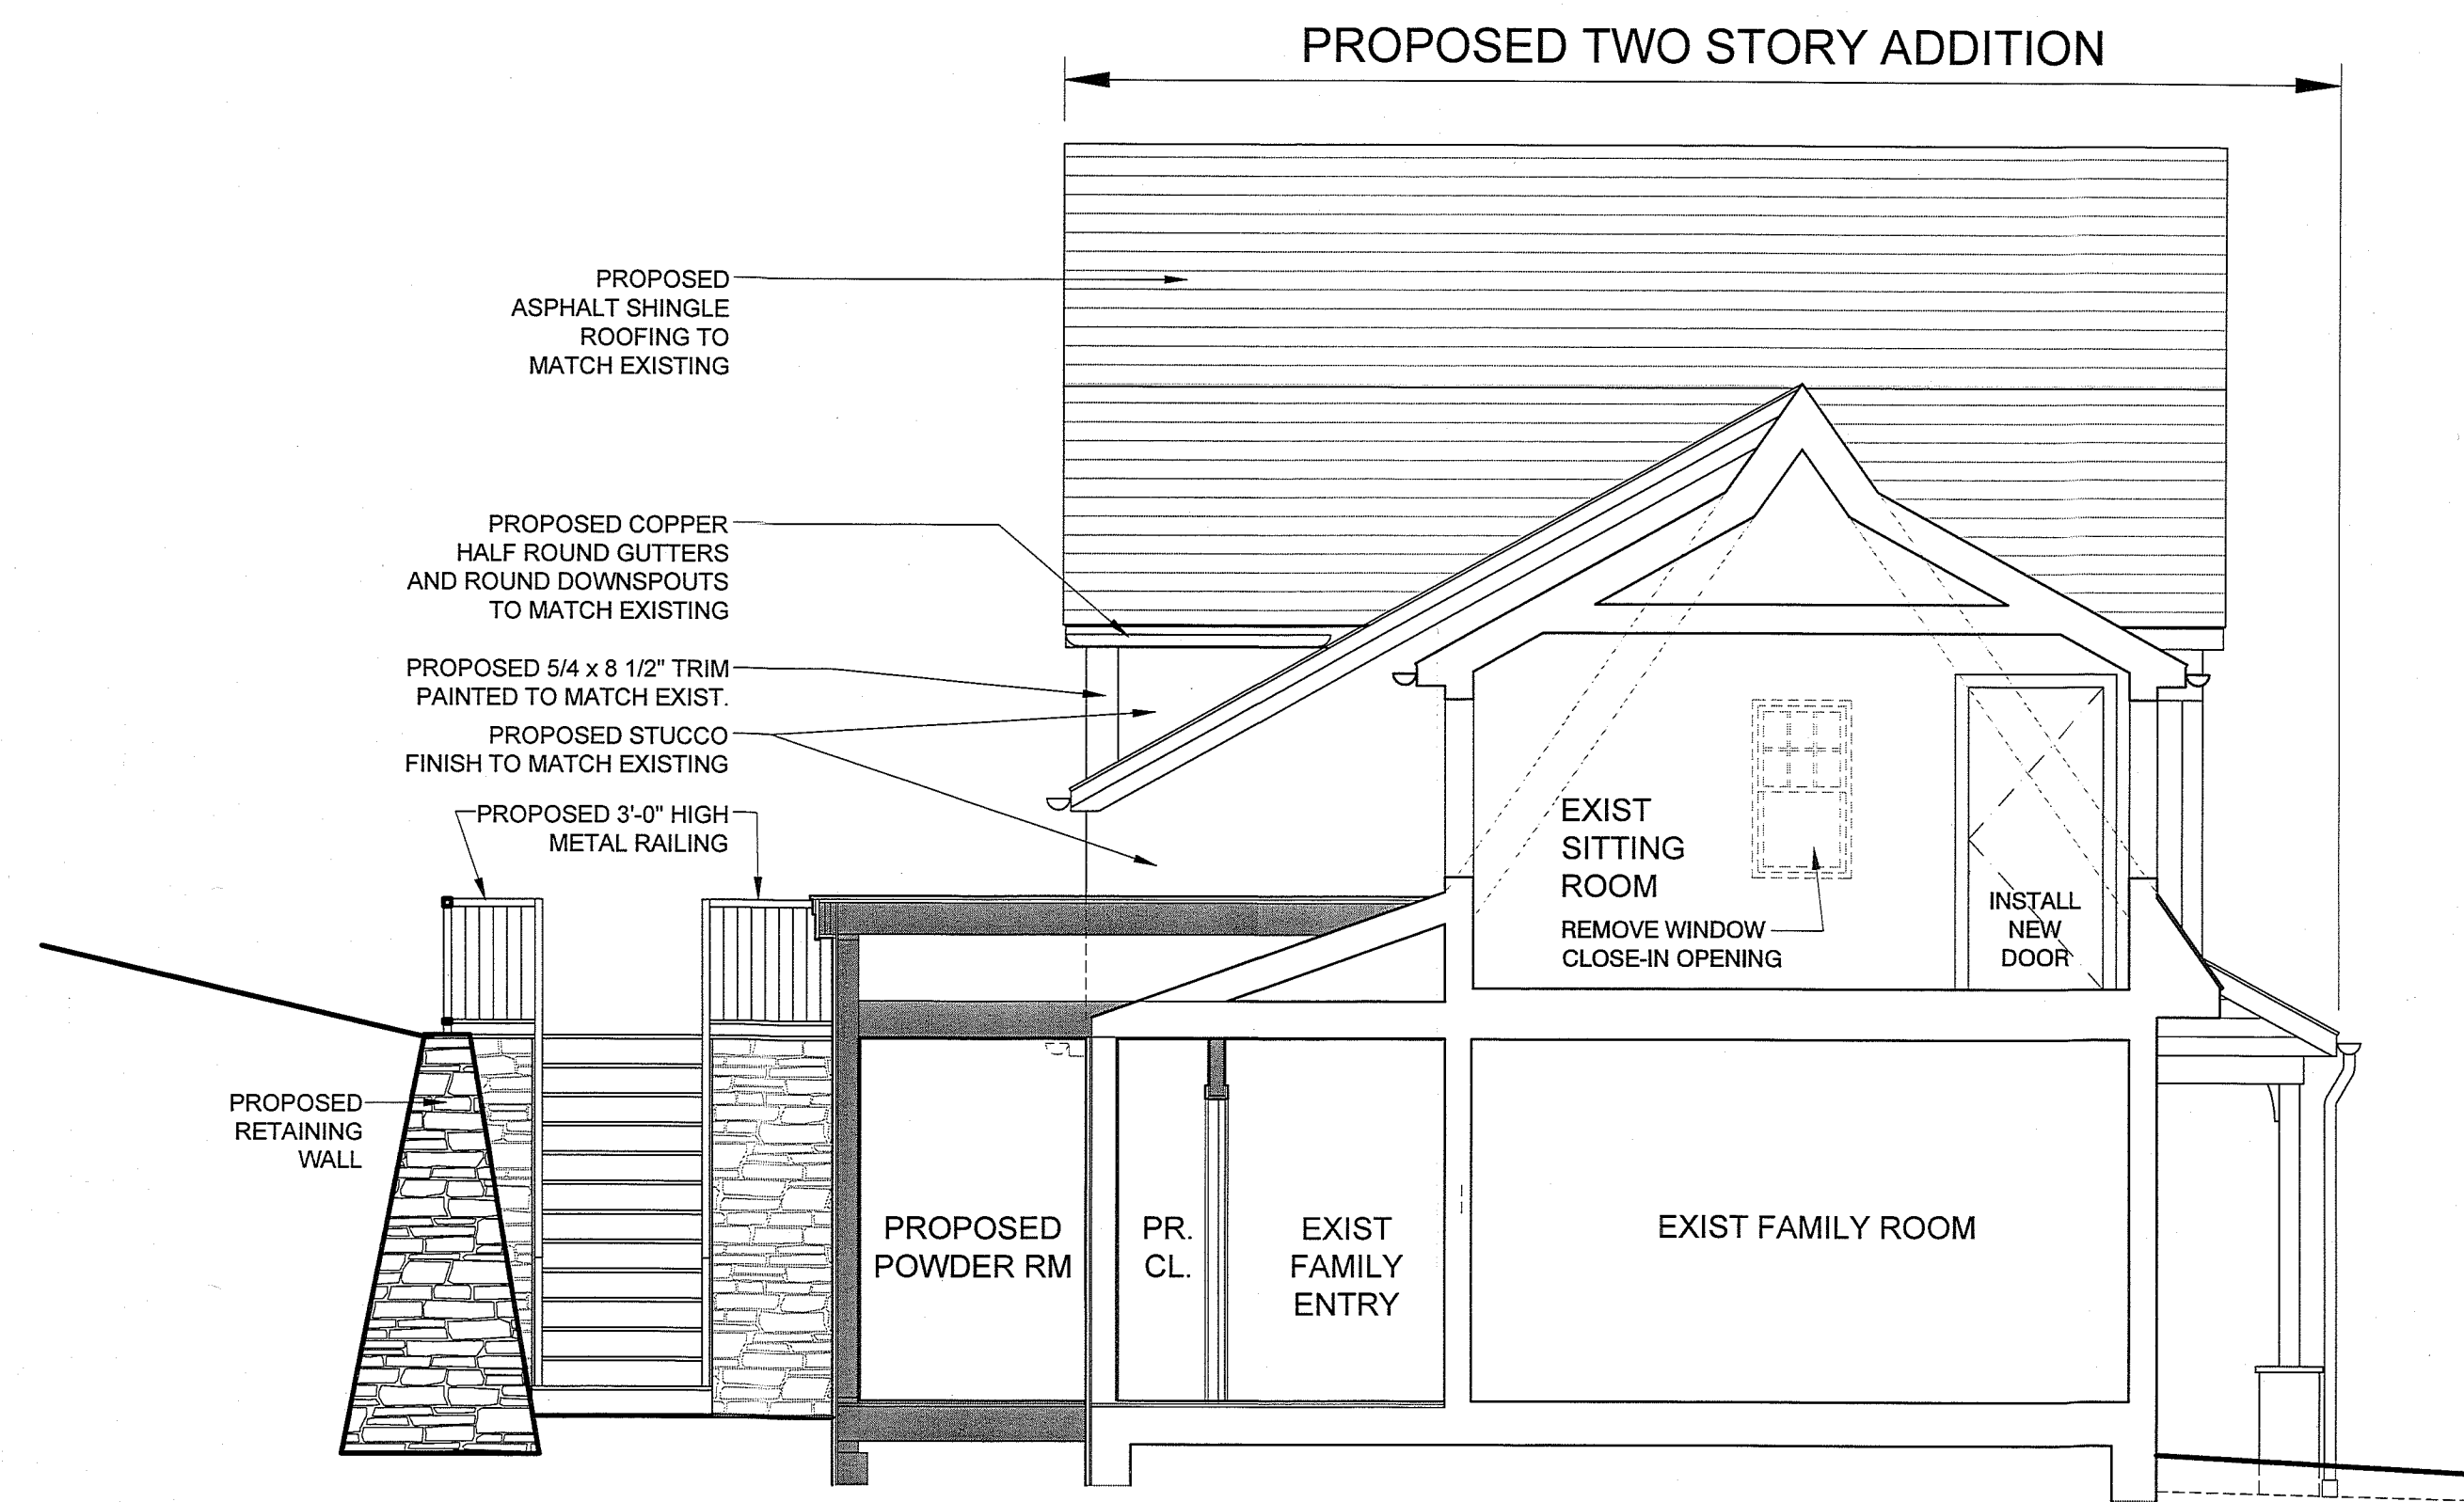 PROPOSED TWO STORY ADDITION
PROPOSED
ASPHALT SHINGLE
ROOFING TO
MATCH EXISTING
PROPOSED COPPER
HALF ROUND GUTTERS
AND ROUND DOWNSPOUTS
TO MATCH EXISTING
PROPOSED 5/4 x 8 1/2" TRIM
PAINTED TO MATCH EXIST.
PROPOSED STUCCO
FINISH TO MATCH EXISTING
PROPOSED 3'-0" HIGH
METAL RAILING
EXIST
SITTING
ROOM
REMOVE WINDOW
CLOSE-IN OPENING
INSTALL
NEW
DOOR
PROPOSED
RETAINING
WALL
PROPOSED
POWDER RM
PR.
CL.
EXIST
FAMILY
ENTRY
EXIST FAMILY ROOM